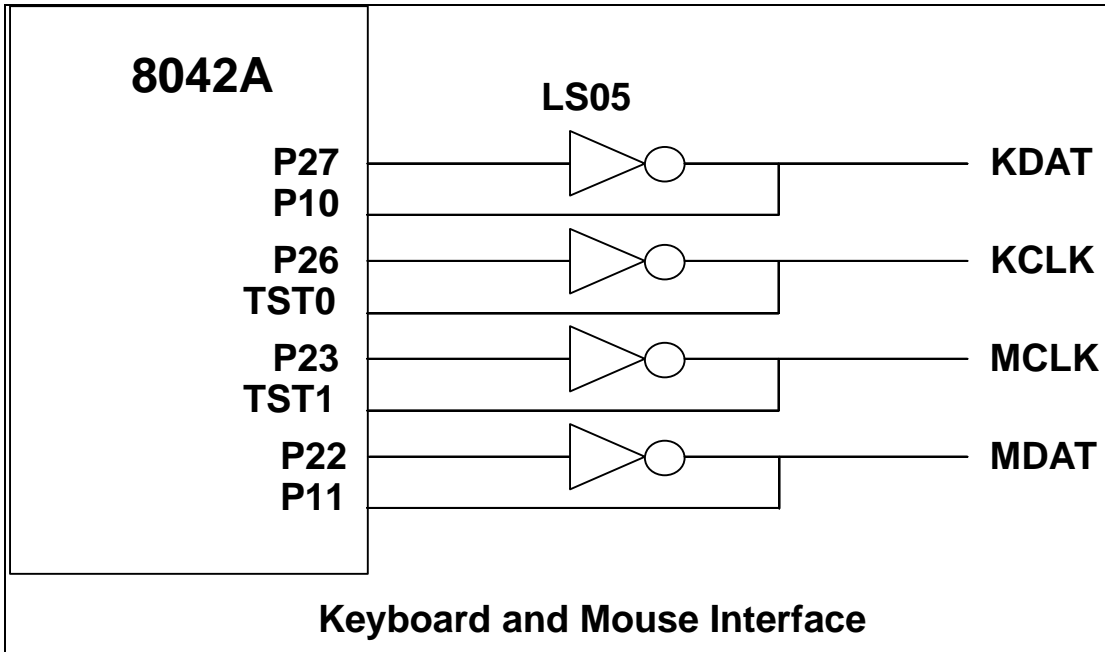 8042A
LS05
P27
KDAT
P10
P26
KCLK
TST0
P23
MCLK
TST1
P22
MDAT
P11
Keyboard and Mouse Interface